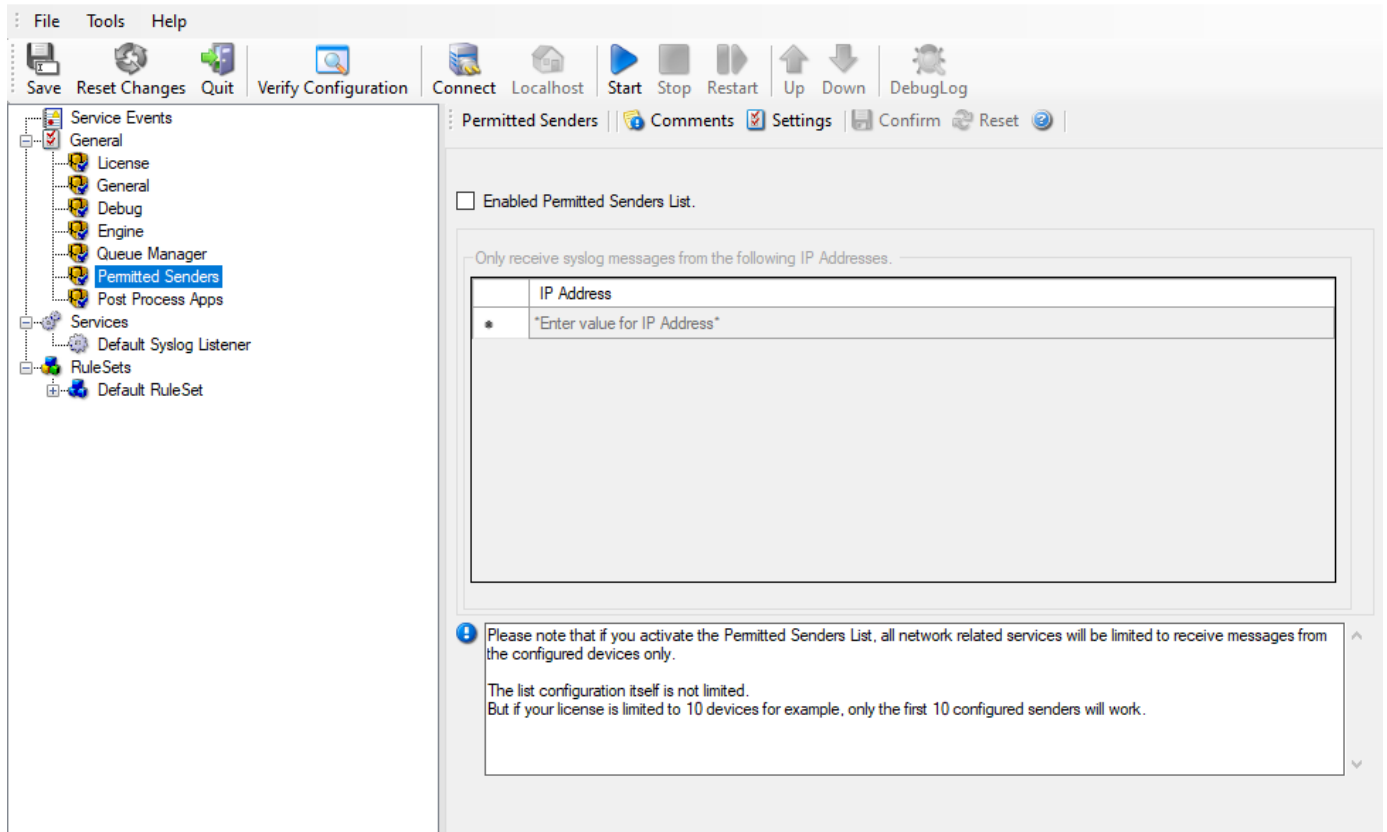 File Tools Help
Save Reset Changes Quit Verify Configuration Connect Localhost Start Stop Restart Up Down DebugLog
Service Events
General
License
General
Debug
Engine
Queue Manager
Permitted Senders
Post Process Apps
Services
Default Syslog Listener
RuleSets
Default RuleSet
Permitted Senders Comments Settings Confirm Reset
Enabled Permitted Senders List.
Only receive syslog messages from the following IP Addresses.
IP Address
*Enter value for IP Address*
Please note that if you activate the Permitted Senders List, all network related services will be limited to receive messages from
the configured devices only.
The list configuration itself is not limited.
But if your license is limited to 10 devices for example, only the first 10 configured senders will work.